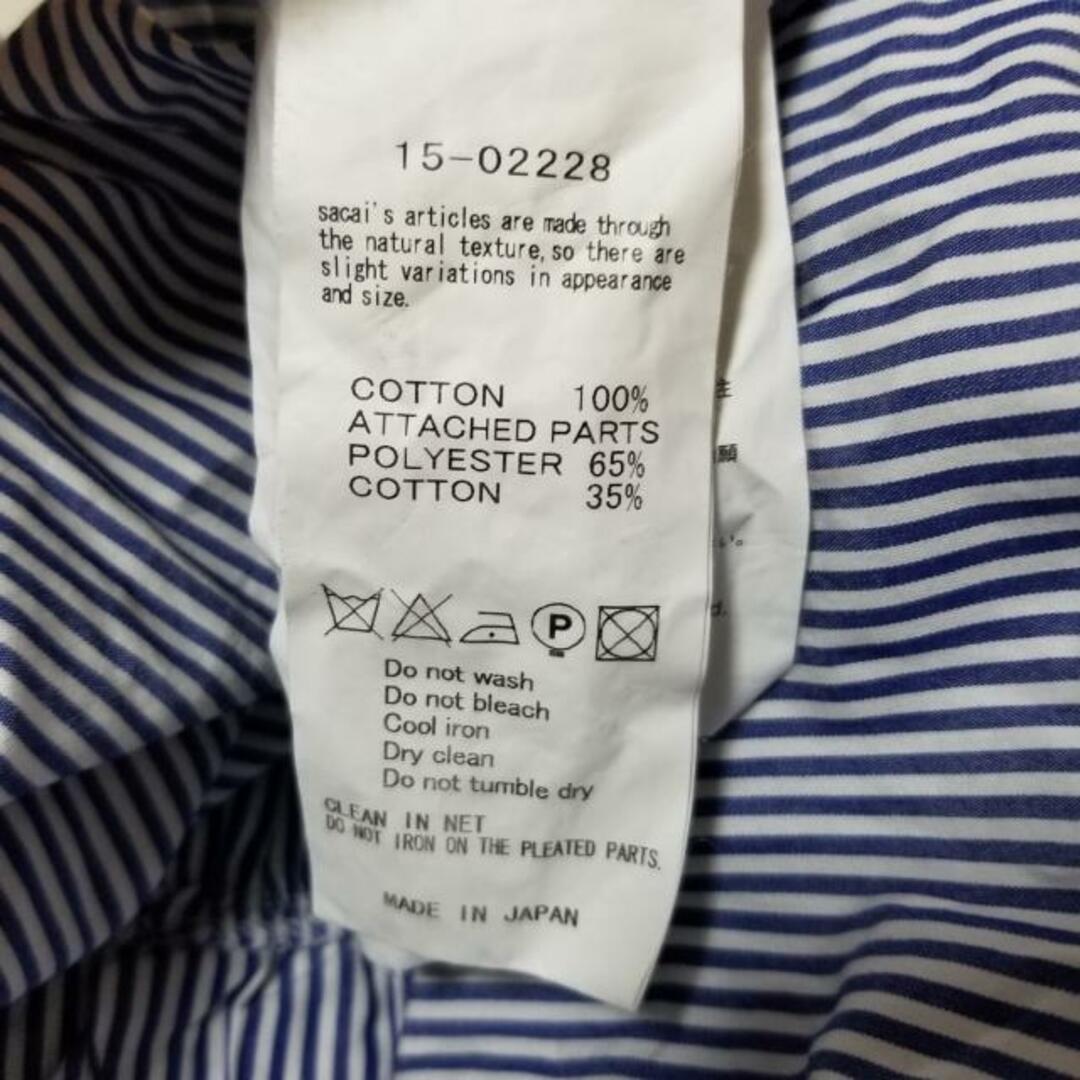 15-02228
sacai's articles are made through
the natural texture, so there are
slight variations in appearance
and size.
COTTON 100%
ATTACHED PARTS
POLYESTER 65%
COTTON 35%
P
Do not wash
Do not bleach
Cool iron
Dry clean
Do not tumble dry
CLEAN IN NET
DO NOT IRON ON THE PLEATED PARTS.
MADE IN JAPAN
願
い。
d.